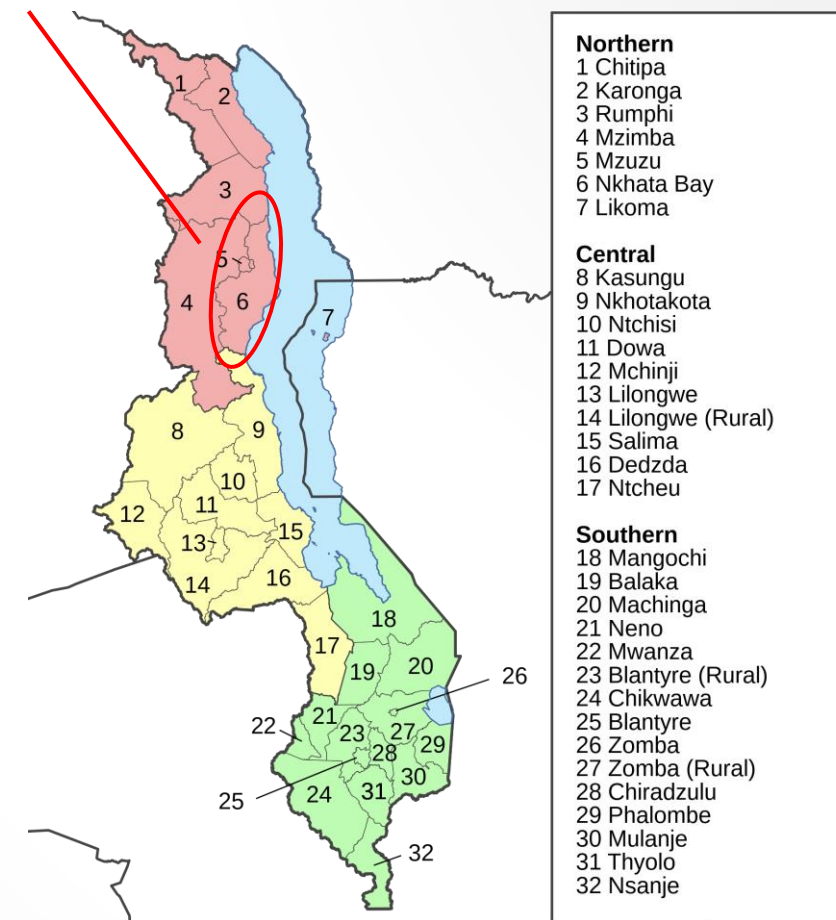 1
2
3
5
4
6
7
8
9
10
11
12
13
15
14
16
18
17
19
20
26
21
22
23
27
28
29
25
24
31
30
32
Northern
1 Chitipa
2 Karonga
3 Rumphi
4 Mzimba
5 Mzuzu
6 Nkhata Bay
7 Likoma
Central
8 Kasungu
9 Nkhotakota
10 Ntchisi
11 Dowa
12 Mchinji
13 Lilongwe
14 Lilongwe (Rural)
15 Salima
16 Dedzda
17 Ntcheu
Southern
18 Mangochi
19 Balaka
20 Machinga
21 Neno
22 Mwanza
23 Blantyre (Rural)
24 Chikwawa
25 Blantyre
26 Zomba
27 Zomba (Rural)
28 Chiradzulu
29 Phalombe
30 Mulanje
31 Thyolo
32 Nsanje